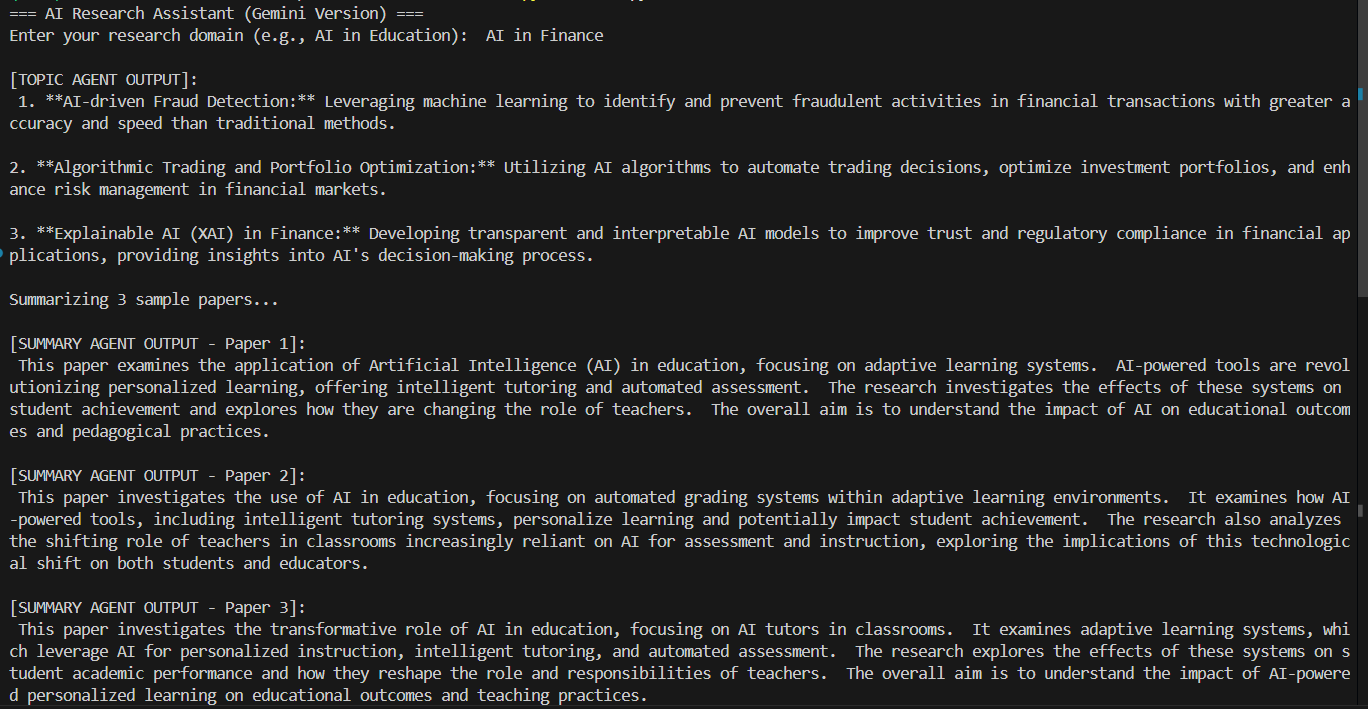 === AI Research Assistant (Gemini Version) ===
Enter your research domain (e.g., AI in Education):  AI in Finance
[TOPIC AGENT OUTPUT]:
 1. **AI-driven Fraud Detection:** Leveraging machine learning to identify and prevent fraudulent activities in financial transactions with greater a
ccuracy and speed than traditional methods.
2. **Algorithmic Trading and Portfolio Optimization:** Utilizing AI algorithms to automate trading decisions, optimize investment portfolios, and enh
ance risk management in financial markets.
3. **Explainable AI (XAI) in Finance:** Developing transparent and interpretable AI models to improve trust and regulatory compliance in financial ap
plications, providing insights into AI's decision-making process.
Summarizing 3 sample papers...
[SUMMARY AGENT OUTPUT - Paper 1]:
 This paper examines the application of Artificial Intelligence (AI) in education, focusing on adaptive learning systems.  AI-powered tools are revol
utionizing personalized learning, offering intelligent tutoring and automated assessment.  The research investigates the effects of these systems on
student achievement and explores how they are changing the role of teachers.  The overall aim is to understand the impact of AI on educational outcom
es and pedagogical practices.
[SUMMARY AGENT OUTPUT - Paper 2]:
 This paper investigates the use of AI in education, focusing on automated grading systems within adaptive learning environments.  It examines how AI
-powered tools, including intelligent tutoring systems, personalize learning and potentially impact student achievement.  The research also analyzes
the shifting role of teachers in classrooms increasingly reliant on AI for assessment and instruction, exploring the implications of this technologic
al shift on both students and educators.
[SUMMARY AGENT OUTPUT - Paper 3]:
 This paper investigates the transformative role of AI in education, focusing on AI tutors in classrooms.  It examines adaptive learning systems, whi
ch leverage AI for personalized instruction, intelligent tutoring, and automated assessment.  The research explores the effects of these systems on s
tudent academic performance and how they reshape the role and responsibilities of teachers.  The overall aim is to understand the impact of AI-powere
d personalized learning on educational outcomes and teaching practices.